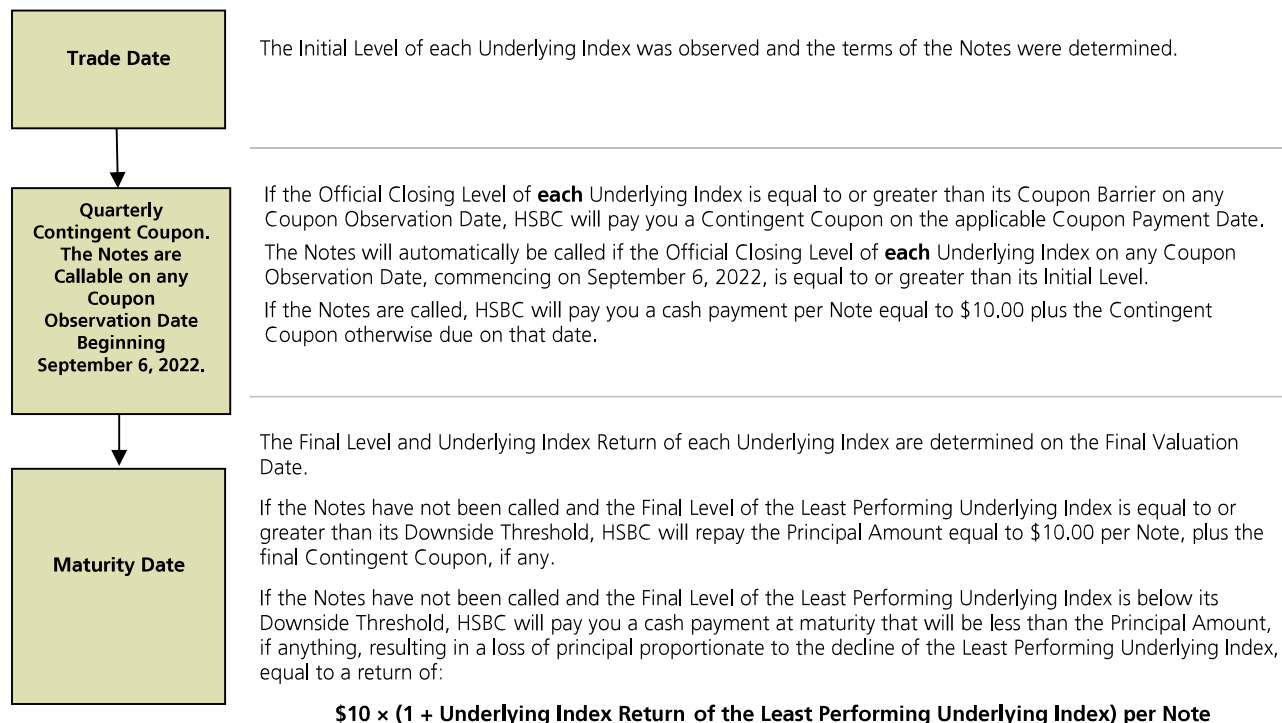 Trade Date
The Initial Level of each Underlying Index was observed and the terms of the Notes were determined.
Quarterly
Contingent Coupon.
The Notes are
Callable on any
Coupon
Observation Date
Beginning
September 6, 2022.
If the Official Closing Level of each Underlying Index is equal to or greater than its Coupon Barrier on any
Coupon Observation Date, HSBC will pay you a Contingent Coupon on the applicable Coupon Payment Date.
The Notes will automatically be called if the Official Closing Level of each Underlying Index on any Coupon
Observation Date, commencing on September 6, 2022, is equal to or greater than its Initial Level.
If the Notes are called, HSBC will pay you a cash payment per Note equal to $10.00 plus the Contingent
Coupon otherwise due on that date.
Maturity Date
The Final Level and Underlying Index Return of each Underlying Index are determined on the Final Valuation
Date.
If the Notes have not been called and the Final Level of the Least Performing Underlying Index is equal to or
greater than its Downside Threshold, HSBC will repay the Principal Amount equal to $10.00 per Note, plus the
final Contingent Coupon, if any.
If the Notes have not been called and the Final Level of the Least Performing Underlying Index is below its
Downside Threshold, HSBC will pay you a cash payment at maturity that will be less than the Principal Amount,
if anything, resulting in a loss of principal proportionate to the decline of the Least Performing Underlying Index,
equal to a return of:
$10 × (1 + Underlying Index Return of the Least Performing Underlying Index) per Note